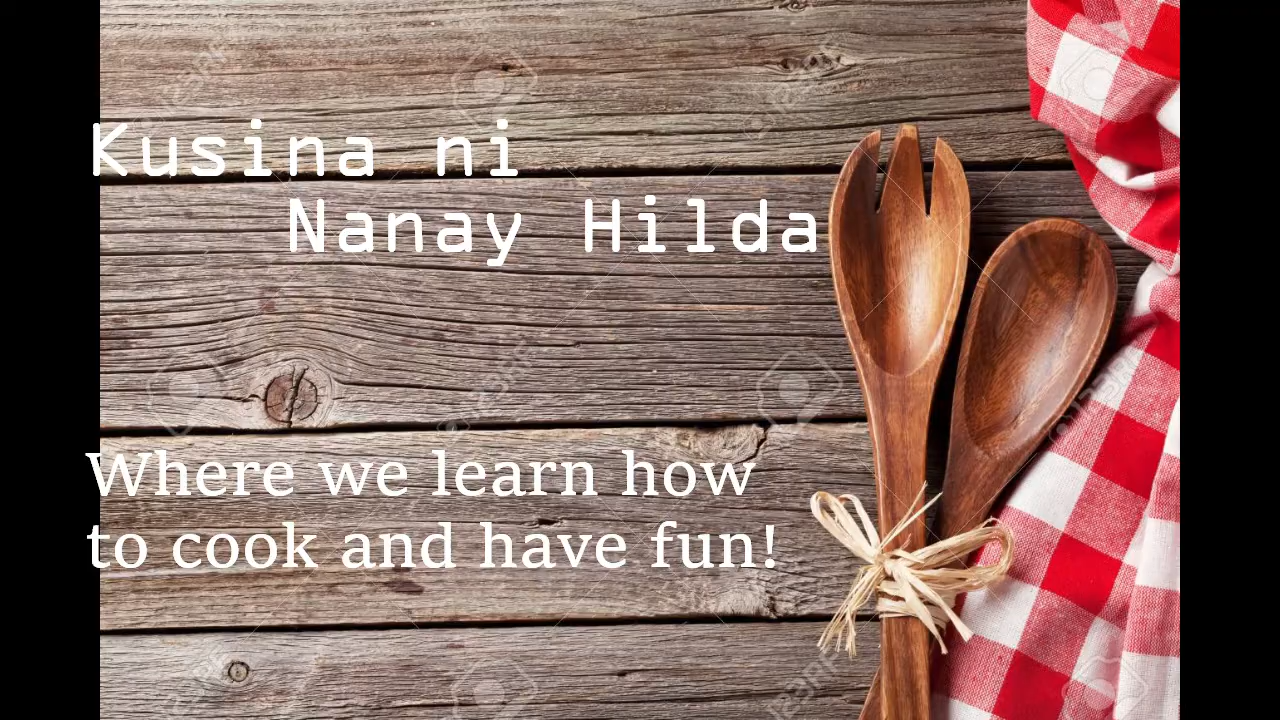 Kusina ni
Nanay Hilda
Where we learn how
to cook and have fun!